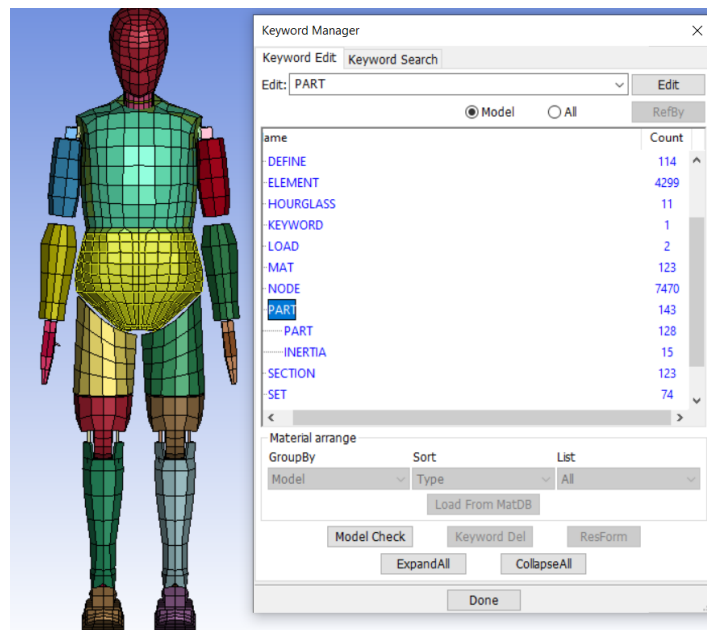 Keyword Manager
Keyword Edit Keyword Search
Edit: PART Edit
Model All RefBy
ame Count
DEFINE 114
ELEMENT 4299
HOURGLASS 11
KEYWORD 1
LOAD 2
MAT 123
NODE 7470
PART 143
PART 128
INERTIA 15
SECTION 123
SET 74
Material arrange
GroupBy Sort List
Model Type All
Load From MatDB
Model Check Keyword Del ResForm
ExpandAll CollapseAll
Done